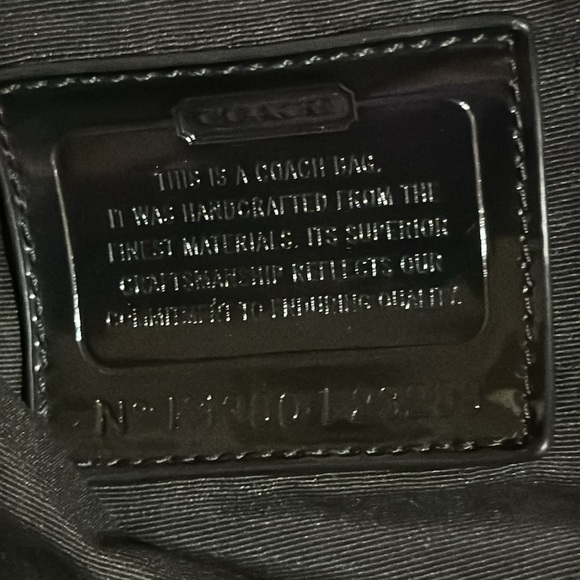 COACH
THIS IS A COACH BAG.
IT WAS HANDCRAFTED FROM THE
FINEST MATERIALS. ITS SUPERIOR
CRAFTSMANSHIP REFLECTS OUR
COMMITMENT TO ENDURING QUALITY.
No